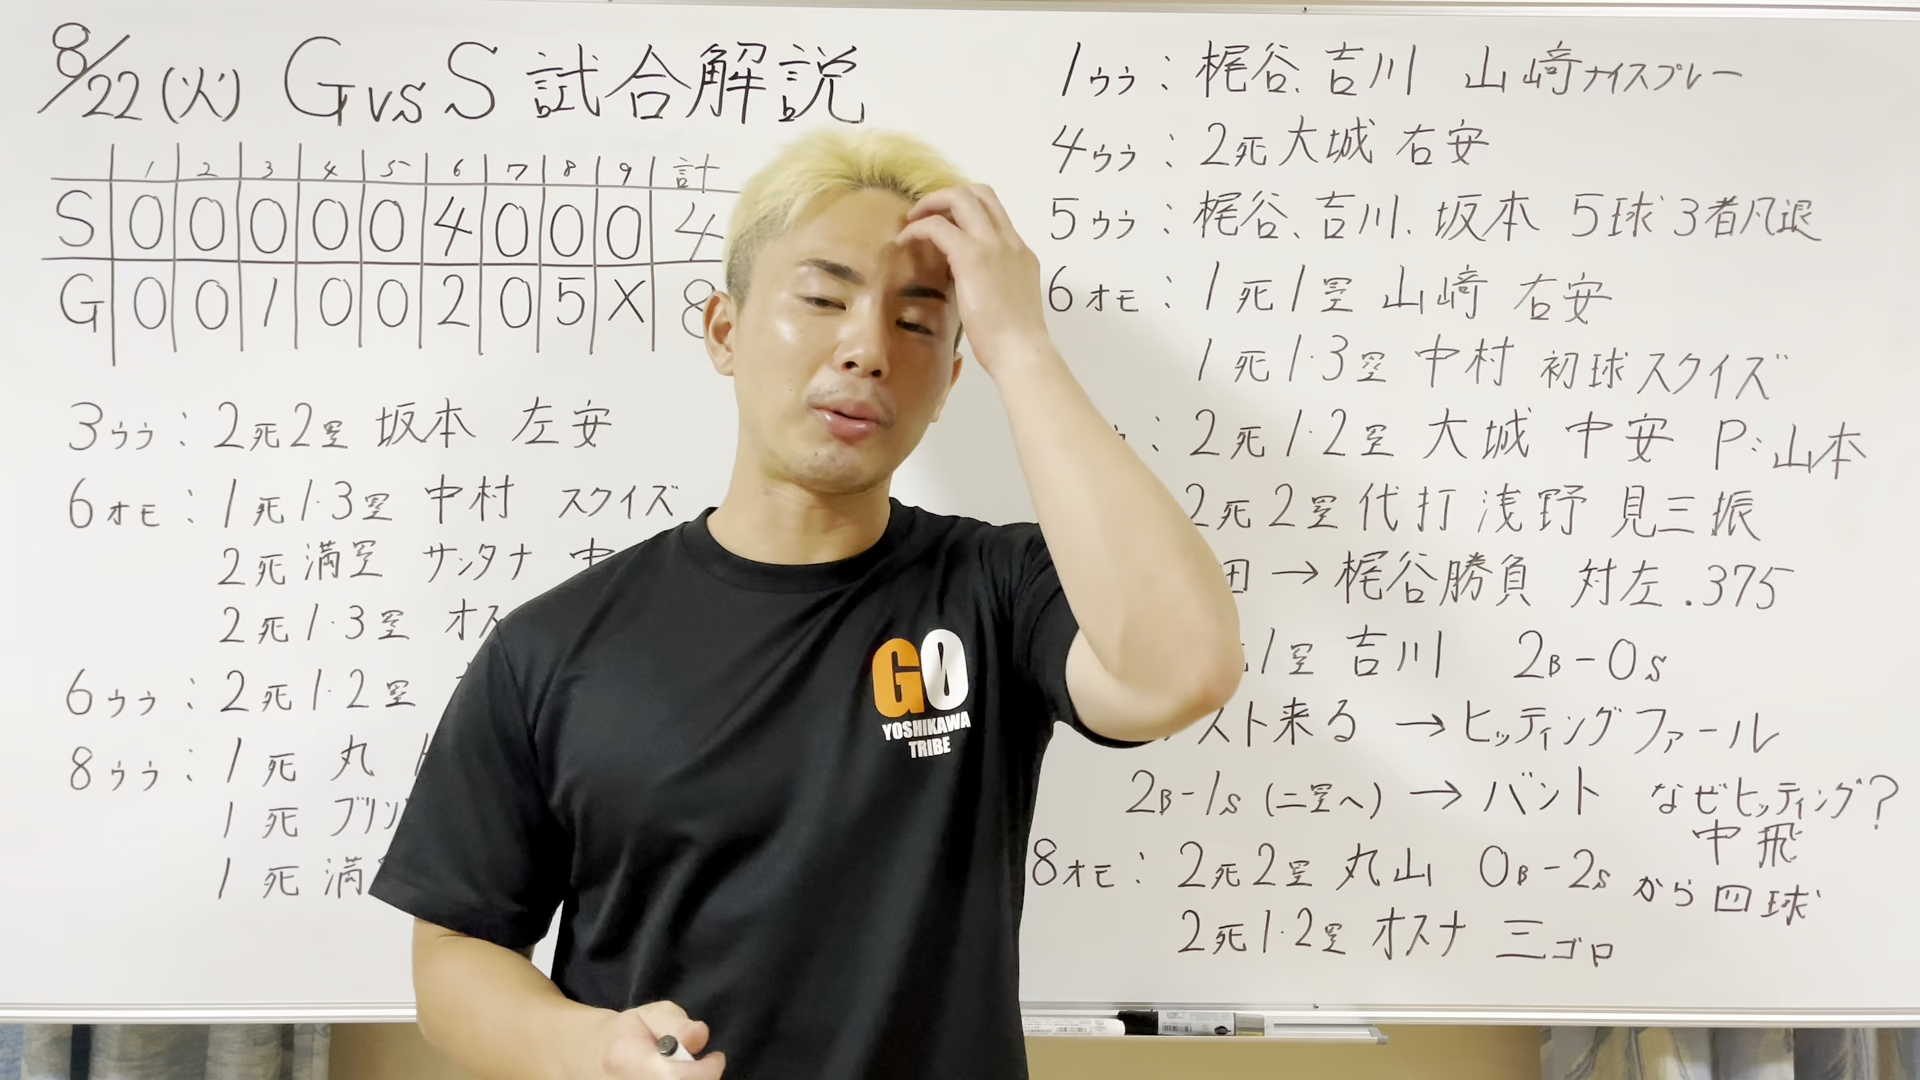 8/22(火) G vs S 試合解説
1 2 3 4 5 6 7 8 9 計
S 0 0 0 0 0 4 0 0 0 4
G 0 0 1 0 0 2 0 5 X 8
3ウラ：2死2塁 坂本 左安
6オモ：1死1・3塁 中村 スクイズ
2死満塁 サンタナ 中
2死1・3塁 オス
6ウラ：2死1・2塁
8ウラ：1死 丸
1死 ブリン
1死 満
1ウラ：梶谷、吉川 山﨑ナイスプレー
4ウラ：2死大城 右安
5ウラ：梶谷、吉川、坂本 5球3者凡退
6オモ：1死1塁 山﨑 右安
1死1・3塁 中村 初球スクイズ
：2死1・2塁 大城 中安 P：山本
2死2塁代打浅野 見三振
田→梶谷勝負 対左.375
1塁 吉川 2B-0S
スト来る →ヒッティングファール
2B-1S(二塁へ)→バント なぜヒッティング？
中飛
8オモ：2死2塁 丸山 0B-2Sから四球
2死1・2塁 オスナ 三ゴロ
GO
YOSHIKAWA
TRIBE